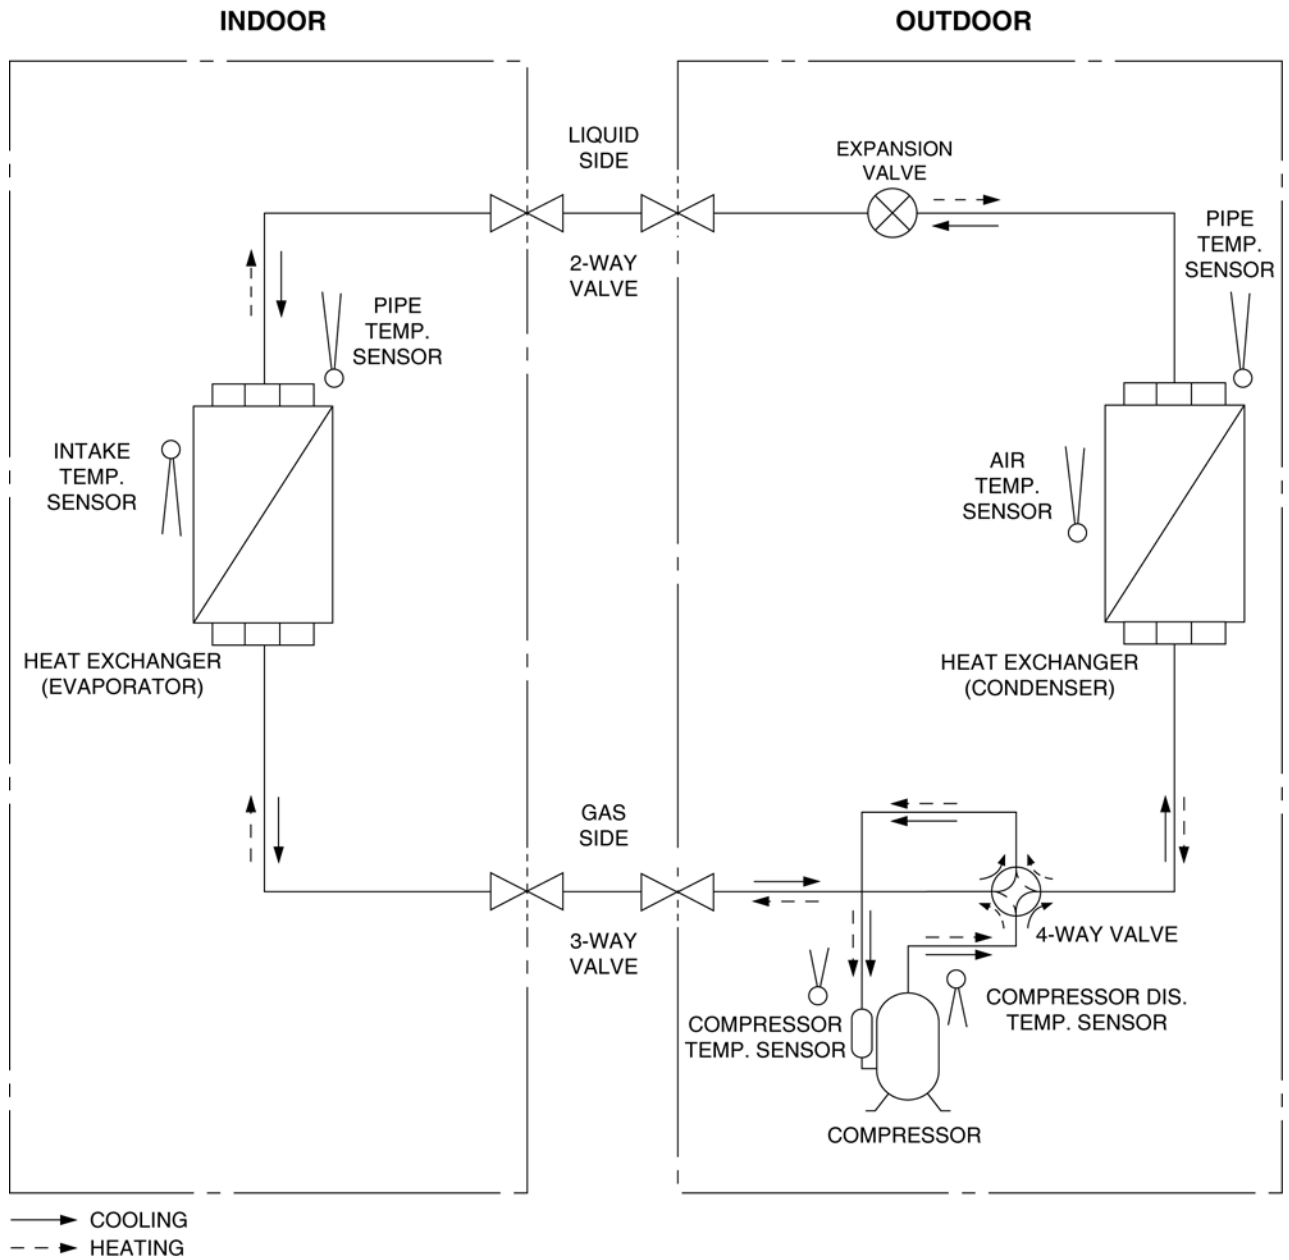 INDOOR
OUTDOOR
LIQUID
SIDE
EXPANSION
VALVE
2-WAY
VALVE
PIPE
TEMP.
SENSOR
PIPE
TEMP.
SENSOR
INTAKE
TEMP.
SENSOR
AIR
TEMP.
SENSOR
HEAT EXCHANGER
(EVAPORATOR)
HEAT EXCHANGER
(CONDENSER)
GAS
SIDE
3-WAY
VALVE
4-WAY VALVE
COMPRESSOR
TEMP. SENSOR
COMPRESSOR DIS.
TEMP. SENSOR
COMPRESSOR
COOLING
HEATING